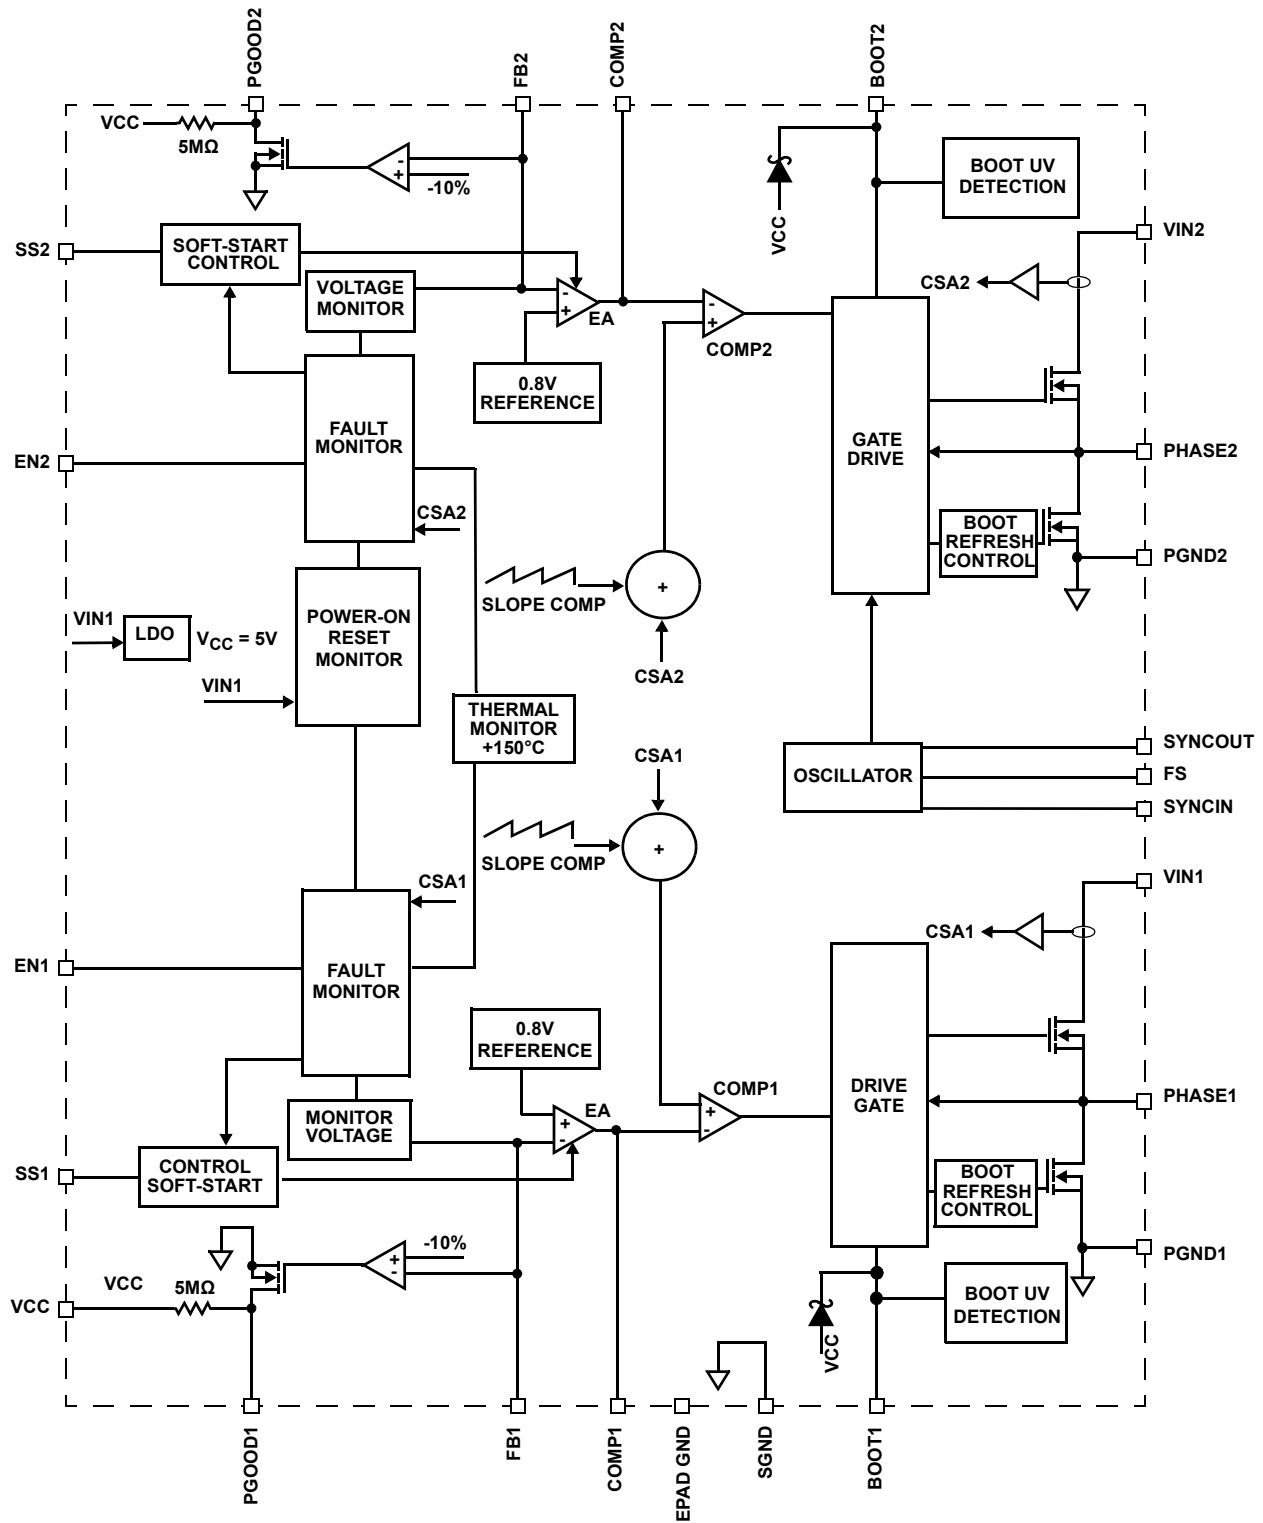 PGOOD2
FB2
COMP2
BOOT2
VCC
5MΩ
-
+
-10%
VCC
BOOT UV
DETECTION
SS2
SOFT-START
CONTROL
VOLTAGE
MONITOR
-
+
EA
-
+
COMP2
CSA2
VIN2
0.8V
REFERENCE
FAULT
MONITOR
GATE
DRIVE
EN2
PHASE2
CSA2
BOOT
REFRESH
CONTROL
PGND2
SLOPE COMP
+
CSA2
VIN1
LDO
VCC = 5V
POWER-ON
RESET
MONITOR
VIN1
THERMAL
MONITOR
+150°C
OSCILLATOR
SYNCOUT
FS
SYNCIN
CSA1
SLOPE COMP
+
CSA1
VIN1
CSA1
EN1
FAULT
MONITOR
0.8V
REFERENCE
DRIVE
GATE
COMP1
+
-
EA
+
-
PHASE1
MONITOR
VOLTAGE
SS1
CONTROL
SOFT-START
BOOT
REFRESH
CONTROL
PGND1
-10%
+
-
VCC
VCC
5MΩ
VCC
BOOT UV
DETECTION
PGOOD1
FB1
COMP1
EPAD GND
SGND
BOOT1